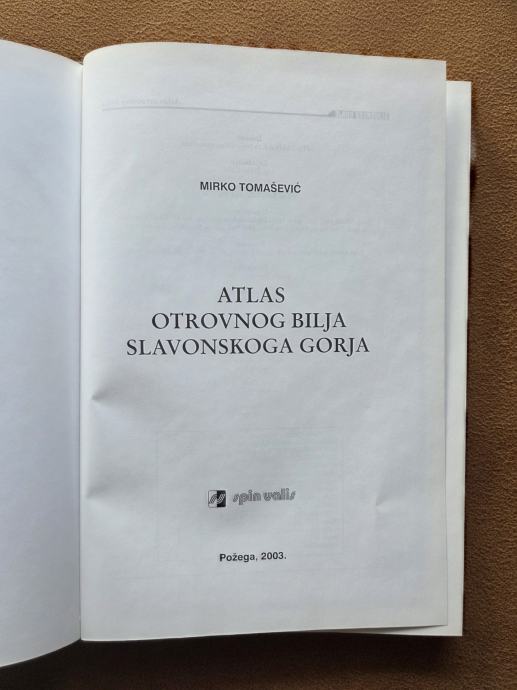 MIRKO TOMAŠEVIĆ
ATLAS
OTROVNOG BILJA
SLAVONSKOGA GORJA
spin valis
Požega, 2003.